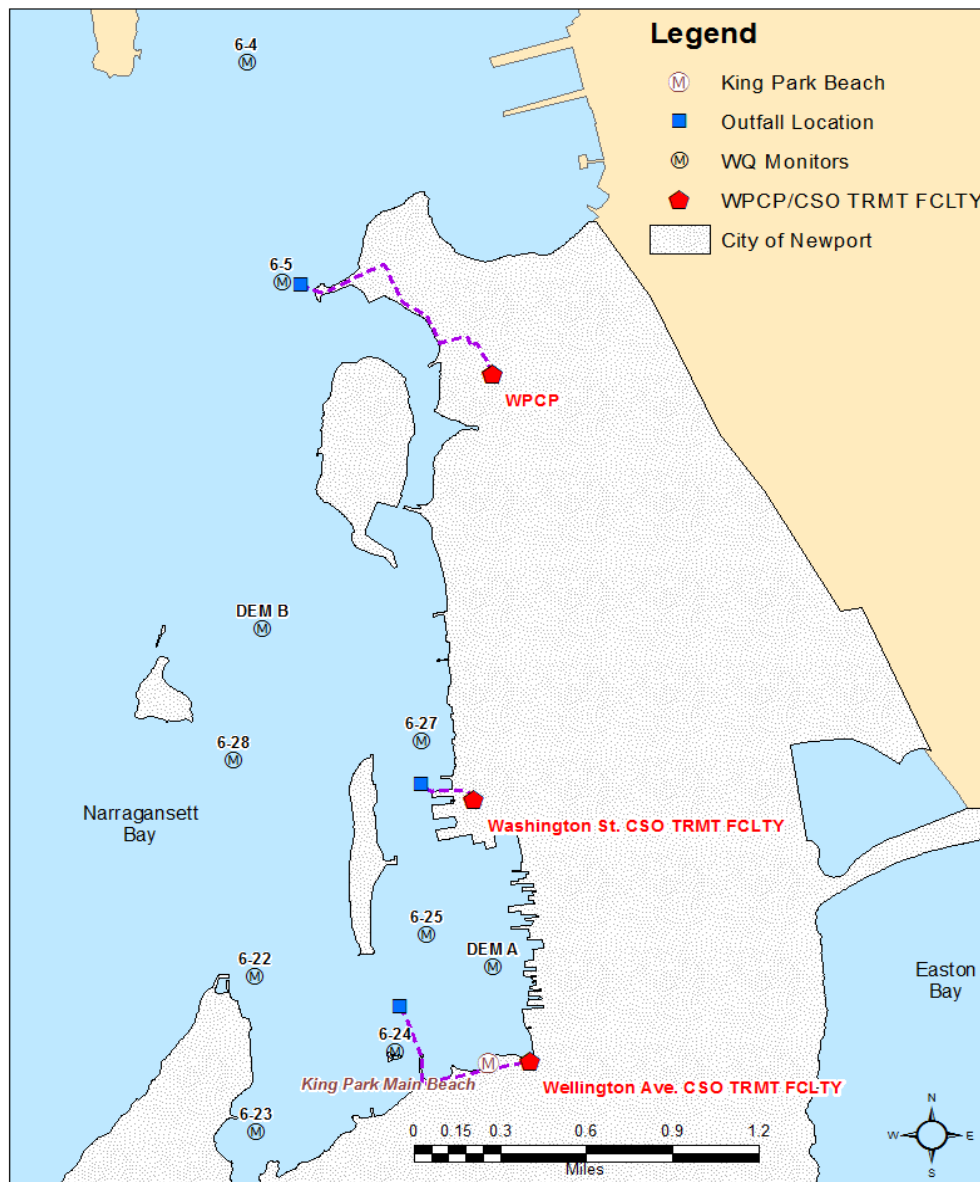 Legend
M King Park Beach
Outfall Location
M WQ Monitors
WPCP/CSO TRMT FCLTY
City of Newport
6-4
M
6-5
M
WPCP
DEM B
M
6-27
M
6-28
M
Narragansett
Bay
Washington St. CSO TRMT FCLTY
6-25
M
DEM A
M
6-22
M
Easton
Bay
6-24
M
M
King Park Main Beach
Wellington Ave. CSO TRMT FCLTY
6-23
M
0 0.15 0.3 0.6 0.9 1.2
Miles
N
W E
S